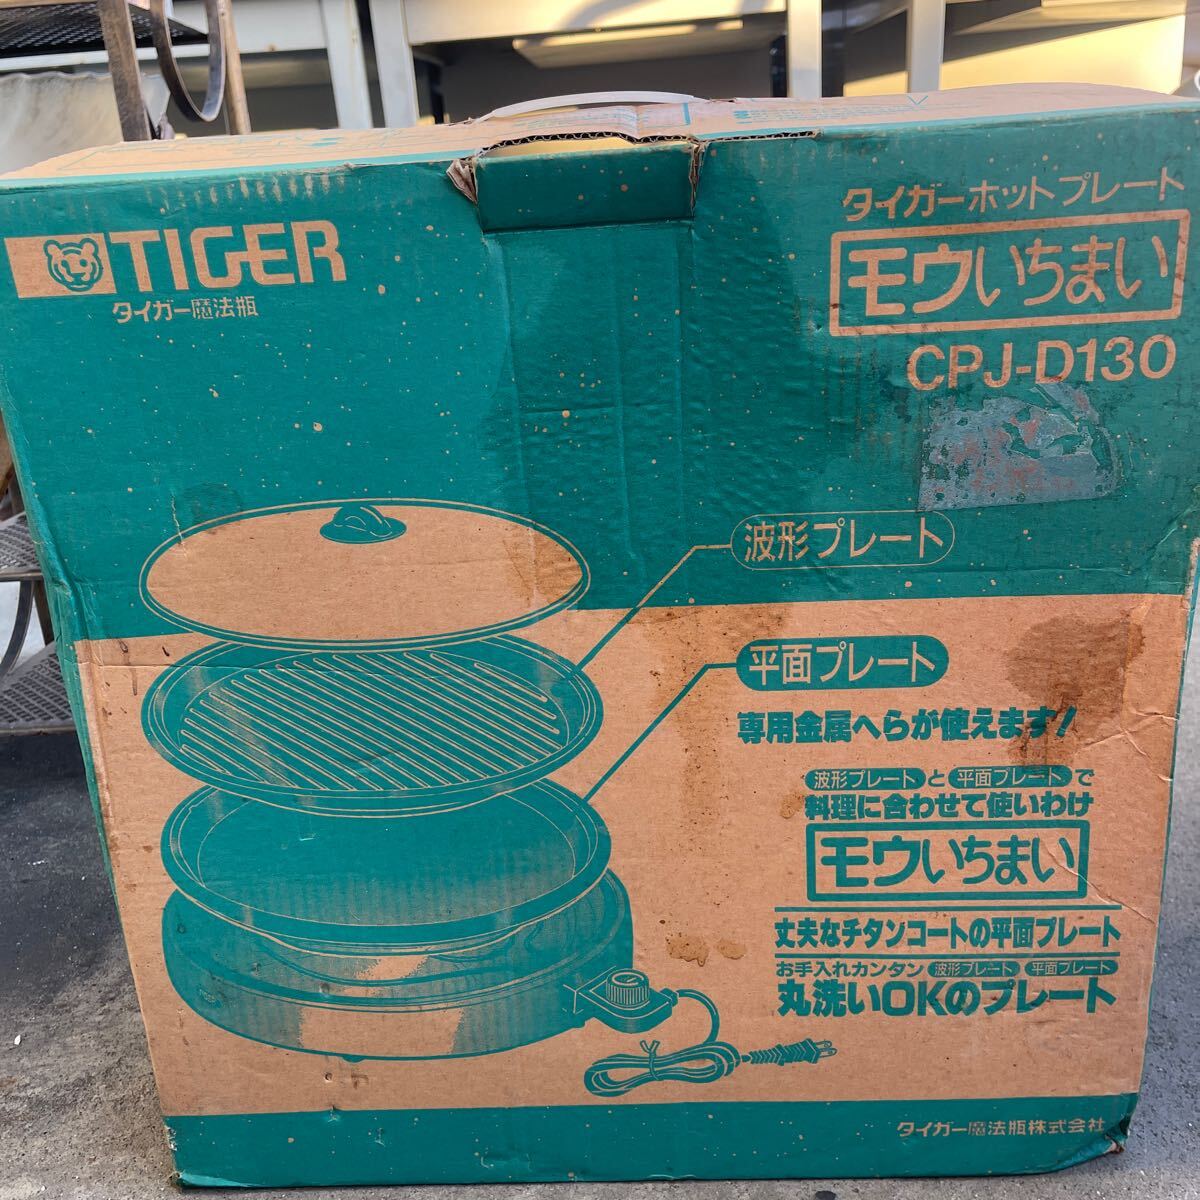 TIGER
タイガー魔法瓶
タイガーホットプレート
モウいちまい
CPJ-D130
波形プレート
平面プレート
専用金属へらが使えます!
波形プレートと平面プレートで
料理に合わせて使いわけ
モウいちまい
丈夫なチタンコートの平面プレート
お手入れカンタン 波形プレート 平面プレート
丸洗いOKのプレート
タイガー魔法瓶株式会社